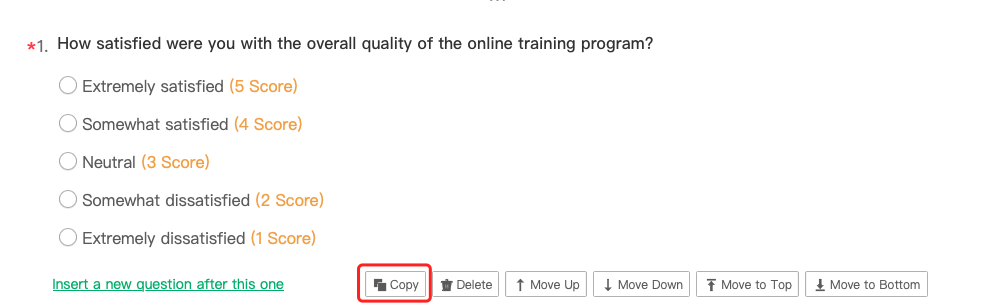 *1. How satisfied were you with the overall quality of the online training program?
Extremely satisfied (5 Score)
Somewhat satisfied (4 Score)
Neutral (3 Score)
Somewhat dissatisfied (2 Score)
Extremely dissatisfied (1 Score)
Insert a new question after this one Copy Delete Move Up Move Down Move to Top Move to Bottom